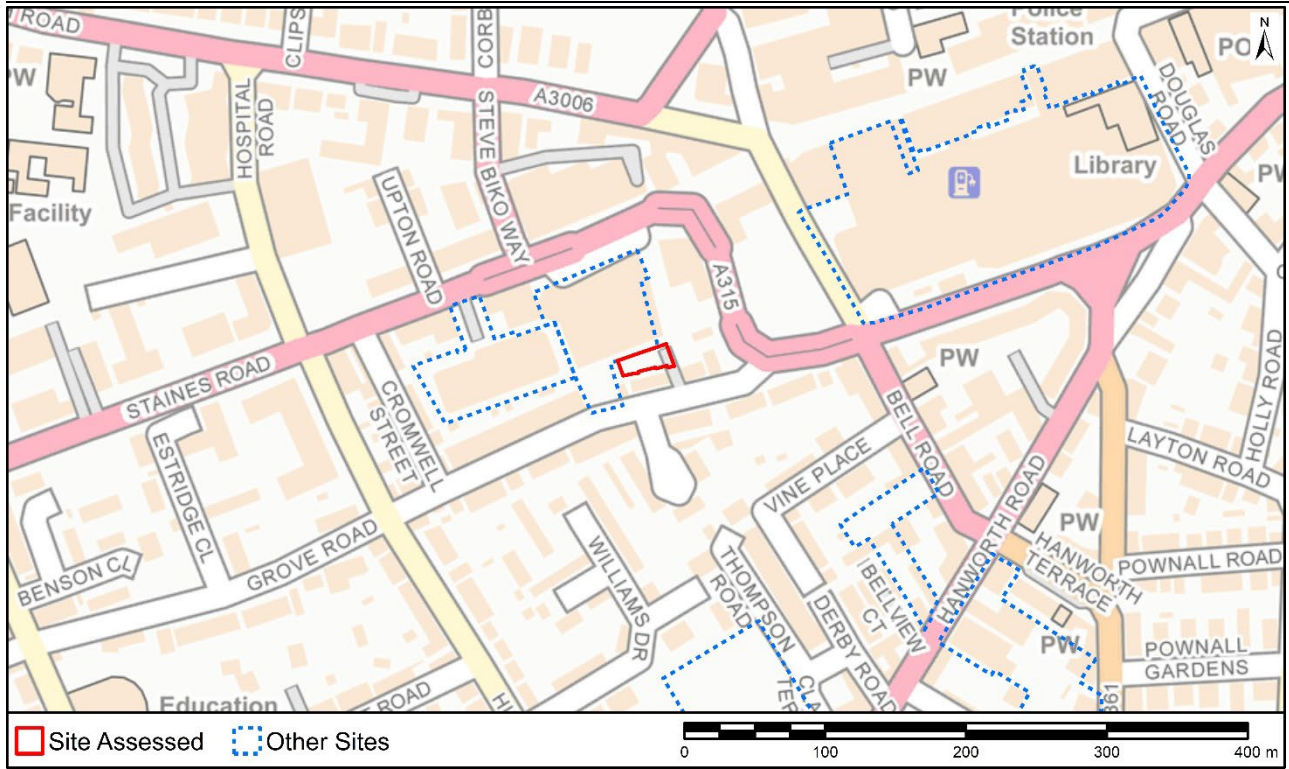 ROAD
CLIPS
CORB
Police
Station
N
PO
PW
A3006
PW
DOUGLAS
ROAD
HOSPITAL
ROAD
STEVE BIKO WAY
Library
PW
Facility
UPTON ROAD
A315
HOLLY ROAD
STAINES ROAD
CROMWELL
STREET
PW
BELL ROAD
LAYTON ROAD
ESTRIDGE CL
VINE PLACE
HANWORTH ROAD
PW
BENSON CL
GROVE ROAD
WILLIAMS DR
THOMPSON
ROAD
BELLVIEW
CT
HANWORTH
TERRACE
POWNALL ROAD
DERBY ROAD
PW
POWNALL
GARDENS
Education
ROAD
TER
CLA
Site Assessed
Other Sites
0
100
200
300
400 m